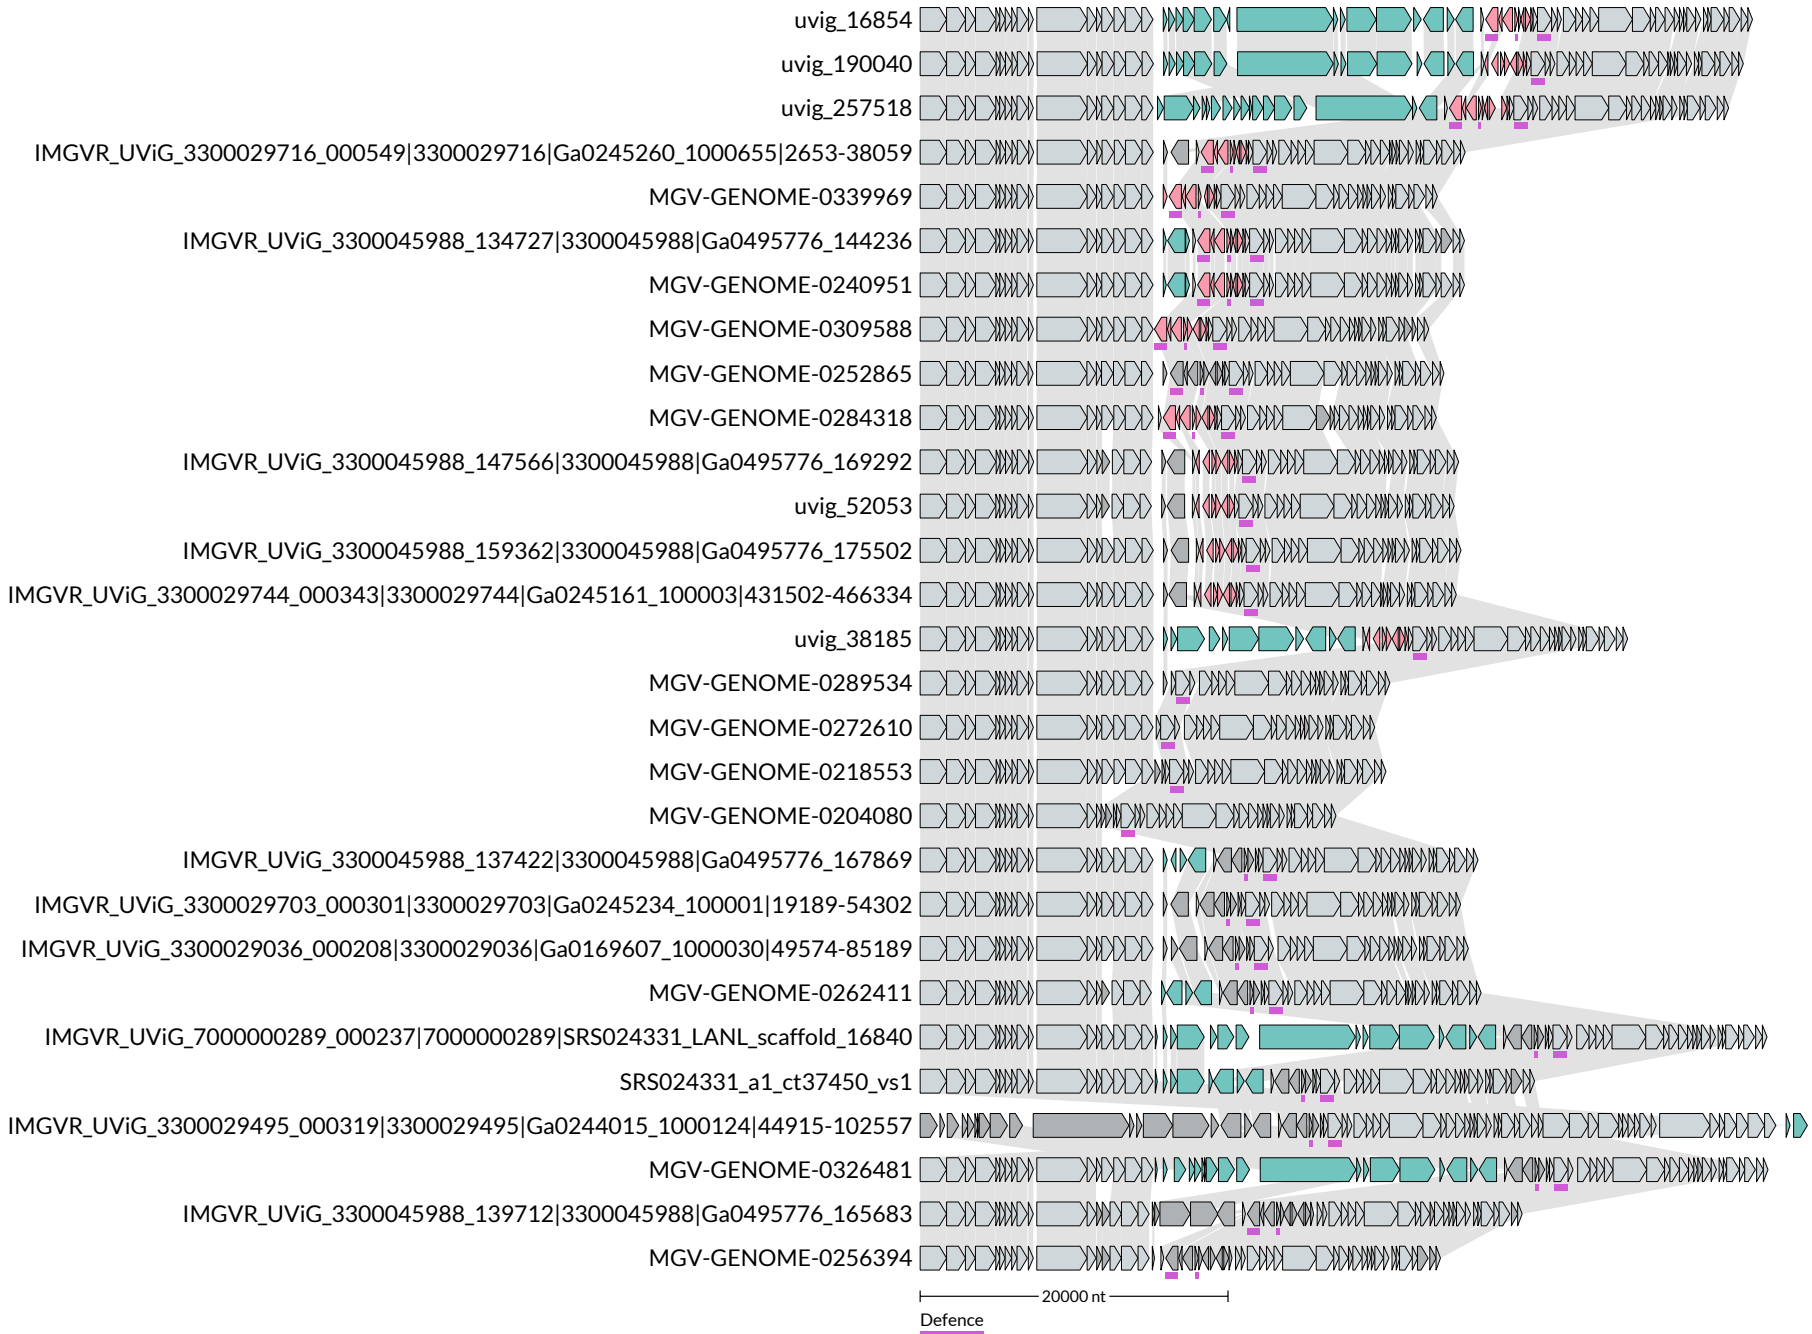 uvig_16854
uvig_190040
uvig_257518
IMGVR_UViG_3300029716_000549|3300029716|Ga0245260_1000655|2653-38059
MGV-GENOME-0339969
IMGVR_UViG_3300045988_134727|3300045988|Ga0495776_144236
MGV-GENOME-0240951
MGV-GENOME-0309588
MGV-GENOME-0252865
MGV-GENOME-0284318
IMGVR_UViG_3300045988_147566|3300045988|Ga0495776_169292
uvig_52053
IMGVR_UViG_3300045988_159362|3300045988|Ga0495776_175502
IMGVR_UViG_3300029744_000343|3300029744|Ga0245161_100003|431502-466334
uvig_38185
MGV-GENOME-0289534
MGV-GENOME-0272610
MGV-GENOME-0218553
MGV-GENOME-0204080
IMGVR_UViG_3300045988_137422|3300045988|Ga0495776_167869
IMGVR_UViG_3300029703_000301|3300029703|Ga0245234_100001|19189-54302
IMGVR_UViG_3300029036_000208|3300029036|Ga0169607_1000030|49574-85189
MGV-GENOME-0262411
IMGVR_UViG_7000000289_000237|7000000289|SRS024331_LANL_scaffold_16840
SRS024331_a1_ct37450_vs1
IMGVR_UViG_3300029495_000319|3300029495|Ga0244015_1000124|44915-102557
MGV-GENOME-0326481
IMGVR_UViG_3300045988_139712|3300045988|Ga0495776_165683
MGV-GENOME-0256394
20000 nt
Defence